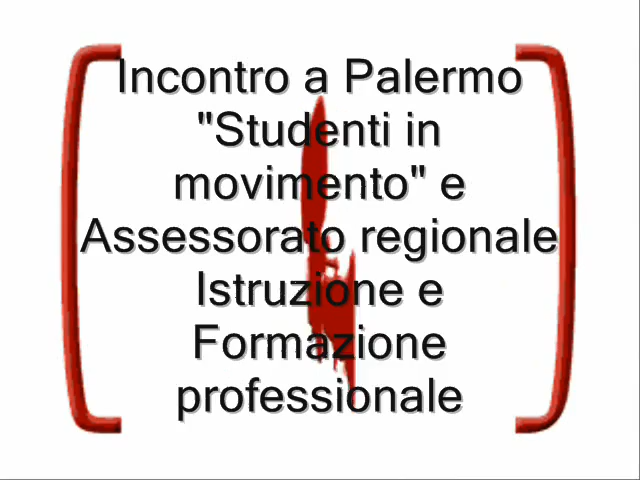 Incontro a Palermo
"Studenti in
movimento" e
Assessorato regionale
Istruzione e
Formazione
professionale